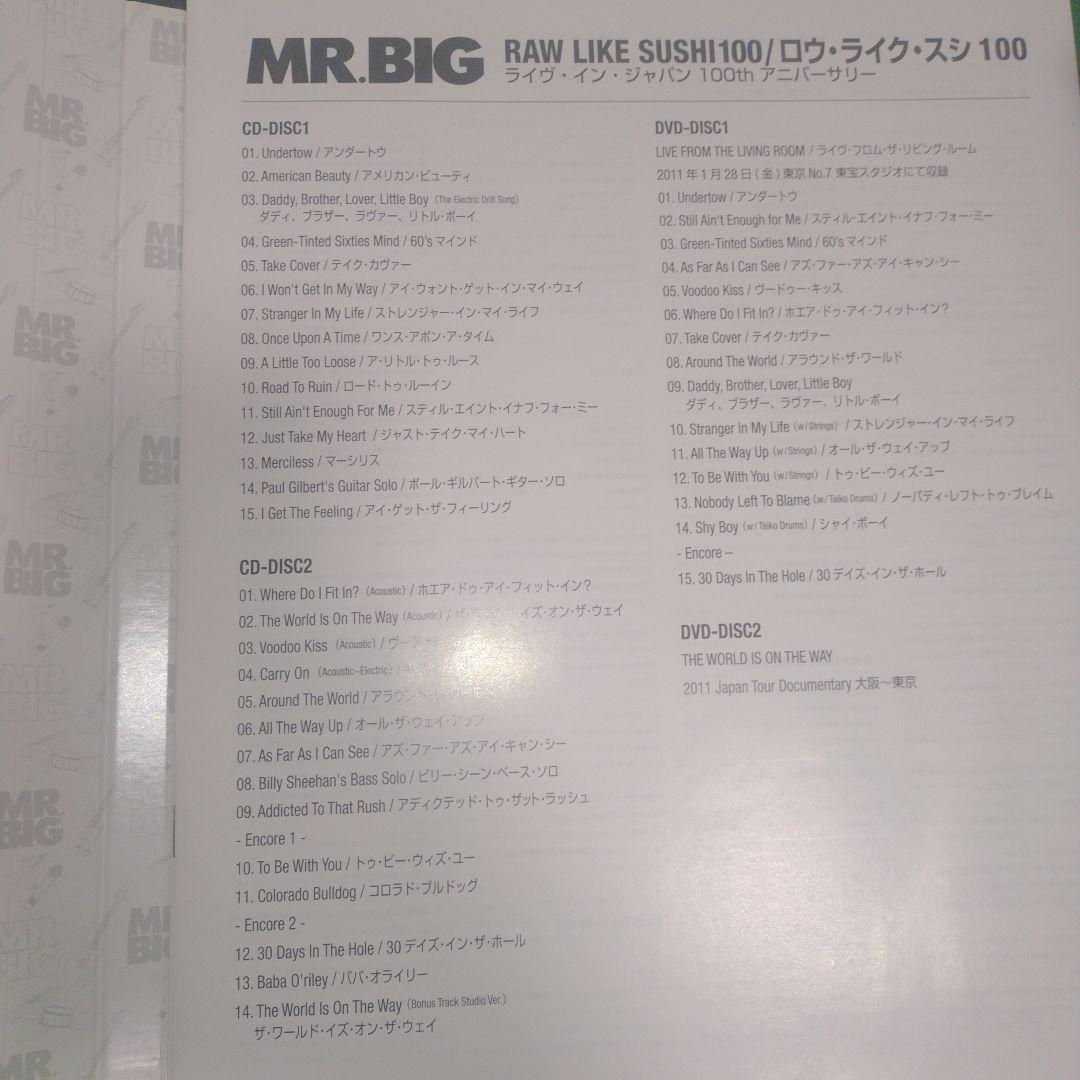 MR.BIG RAW LIKE SUSHI100/ロウ・ライク・スシ 100
ライヴ・イン・ジャパン 100th アニバーサリー
CD-DISC1
01. Undertow / アンダートウ
02. American Beauty / アメリカン・ビューティ
03. Daddy, Brother, Lover, Little Boy (The Electric Drill Song)
ダディ、ブラザー、ラヴァー、リトル・ボーイ
04. Green-Tinted Sixties Mind / 60'sマインド
05. Take Cover / テイク・カヴァー
06. I Won't Get In My Way / アイ・ウォント・ゲット・イン・マイ・ウェイ
07. Stranger In My Life / ストレンジャー・イン・マイ・ライフ
08. Once Upon A Time / ワンス・アポン・ア・タイム
09. A Little Too Loose / ア・リトル・トゥ・ルース
10. Road To Ruin / ロード・トゥ・ルーイン
11. Still Ain't Enough For Me / スティル・エイント・イナフ・フォー・ミー
12. Just Take My Heart / ジャスト・テイク・マイ・ハート
13. Merciless / マーシリス
14. Paul Gilbert's Guitar Solo / ポール・ギルバート・ギター・ソロ
15. I Get The Feeling / アイ・ゲット・ザ・フィーリング
CD-DISC2
01. Where Do I Fit In? (Acoustic) / ホエア・ドゥ・アイ・フィット・イン?
02. The World Is On The Way (Acoustic) / ザ・ イズ・オン・ザ・ウェイ
03. Voodoo Kiss (Acoustic) /
04. Carry On (Acoustic~Electric) /
05. Around The World / アラウンド・
06. All The Way Up / オール・ザ・ウェイ・アップ
07. As Far As I Can See / アズ・ファー・アズ・アイ・キャン・シー
08. Billy Sheehan's Bass Solo / ビリー・シーン・ベース・ソロ
09. Addicted To That Rush / アディクテッド・トゥ・ザット・ラッシュ
- Encore 1 -
10. To Be With You / トゥ・ビー・ウィズ・ユー
11. Colorado Bulldog / コロラド・ブルドッグ
- Encore 2 -
12. 30 Days In The Hole / 30 デイズ・イン・ザ・ホール
13. Baba O'riley / ババ・オライリー
14. The World Is On The Way (Bonus Track Studio Ver.)
ザ・ワールド・イズ・オン・ザ・ウェイ
DVD-DISC1
LIVE FROM THE LIVING ROOM / ライヴ・フロム・ザ・リビング・ルーム
2011 年 1 月 28 日 ( 金 ) 東京 No.7 東宝スタジオにて収録
01. Undertow / アンダートウ
02. Still Ain't Enough for Me / スティル・エイント・イナフ・フォー・ミー
03. Green-Tinted Sixties Mind / 60'sマインド
04. As Far As I Can See / アズ・ファー・アズ・アイ・キャン・シー
05. Voodoo Kiss / ヴードゥー・キッス
06. Where Do I Fit In? / ホエア・ドゥ・アイ・フィット・イン?
07. Take Cover / テイク・カヴァー
08. Around The World / アラウンド・ザ・ワールド
09. Daddy, Brother, Lover, Little Boy
ダディ、ブラザー、ラヴァー、リトル・ボーイ
10. Stranger In My Life (w/Strings) / ストレンジャー・イン・マイ・ライフ
11. All The Way Up (w/Strings) / オール・ザ・ウェイ・アップ
12. To Be With You (w/Strings) / トゥ・ビー・ウィズ・ユー
13. Nobody Left To Blame (w/Taiko Drums) / ノーバディ・レフト・トゥ・ブレイム
14. Shy Boy (w/Taiko Drums) / シャイ・ボーイ
- Encore –
15. 30 Days In The Hole / 30 デイズ・イン・ザ・ホール
DVD-DISC2
THE WORLD IS ON THE WAY
2011 Japan Tour Documentary 大阪〜東京
MR.
BIG
MR.
BIG
MR.
BIG
MR.
BIG